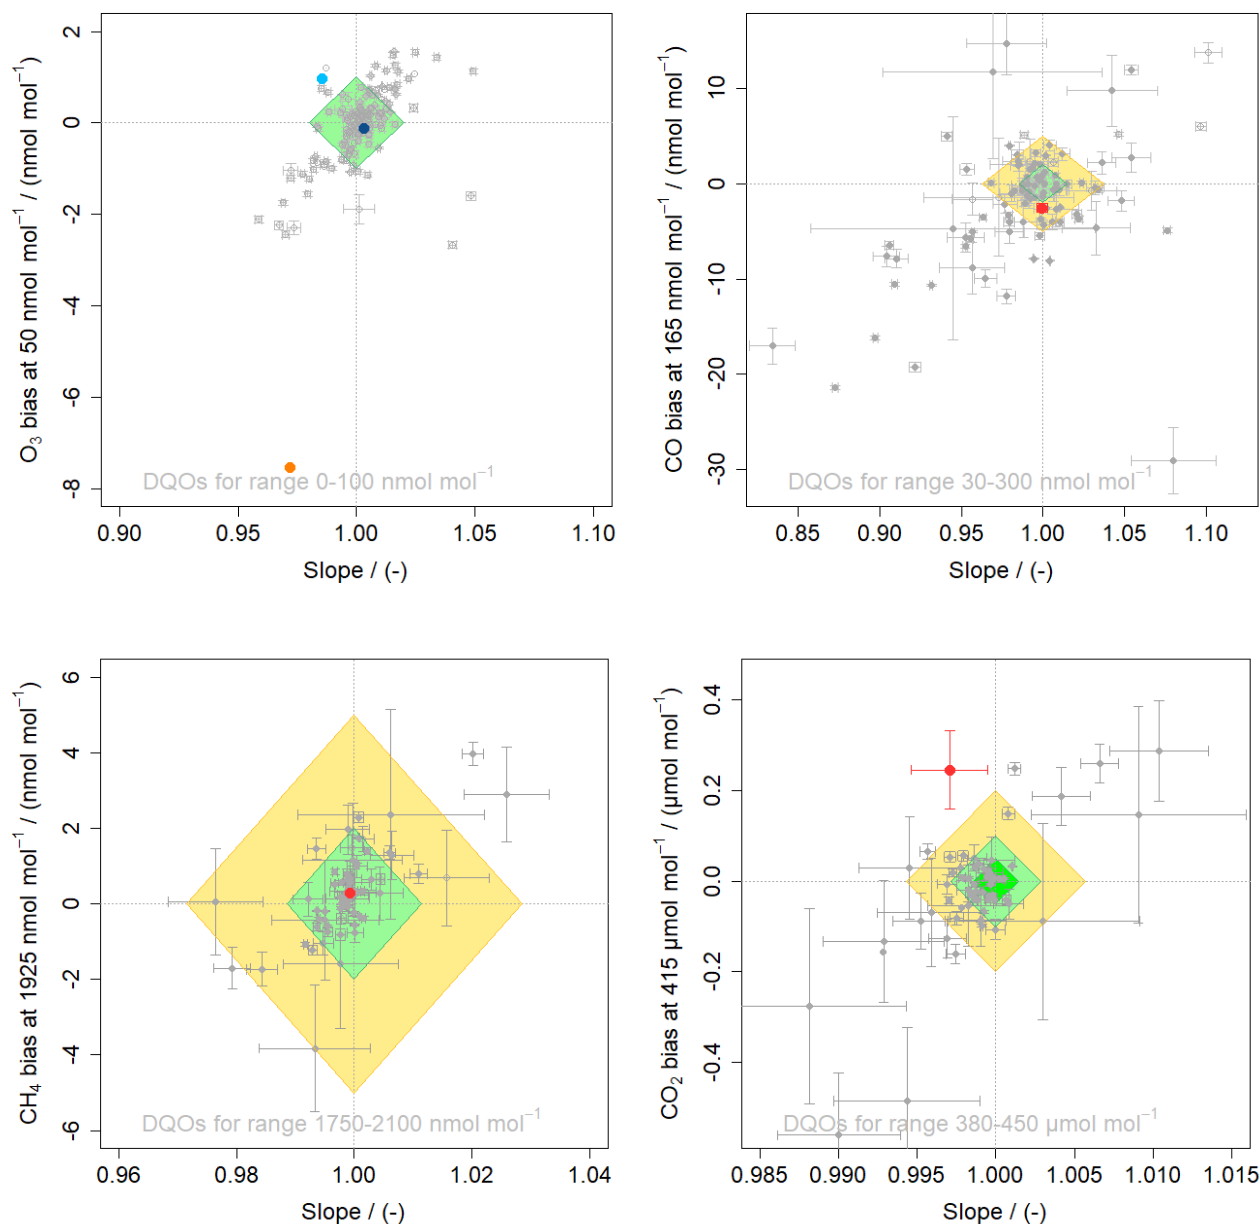 O₃ bias at 50 nmol mol⁻¹ / (nmol mol⁻¹)
2
0
-2
-4
-6
-8
DQOs for range 0-100 nmol mol⁻¹
0.90 0.95 1.00 1.05 1.10
Slope / (-)
CO bias at 165 nmol mol⁻¹ / (nmol mol⁻¹)
10
0
-10
-20
-30
DQOs for range 30-300 nmol mol⁻¹
0.85 0.90 0.95 1.00 1.05 1.10
Slope / (-)
CH₄ bias at 1925 nmol mol⁻¹ / (nmol mol⁻¹)
6
4
2
0
-2
-4
-6
DQOs for range 1750-2100 nmol mol⁻¹
0.96 0.98 1.00 1.02 1.04
Slope / (-)
CO₂ bias at 415 µmol mol⁻¹ / (µmol mol⁻¹)
0.4
0.2
0.0
-0.2
-0.4
DQOs for range 380-450 µmol mol⁻¹
0.985 0.990 0.995 1.000 1.005 1.010 1.015
Slope / (-)